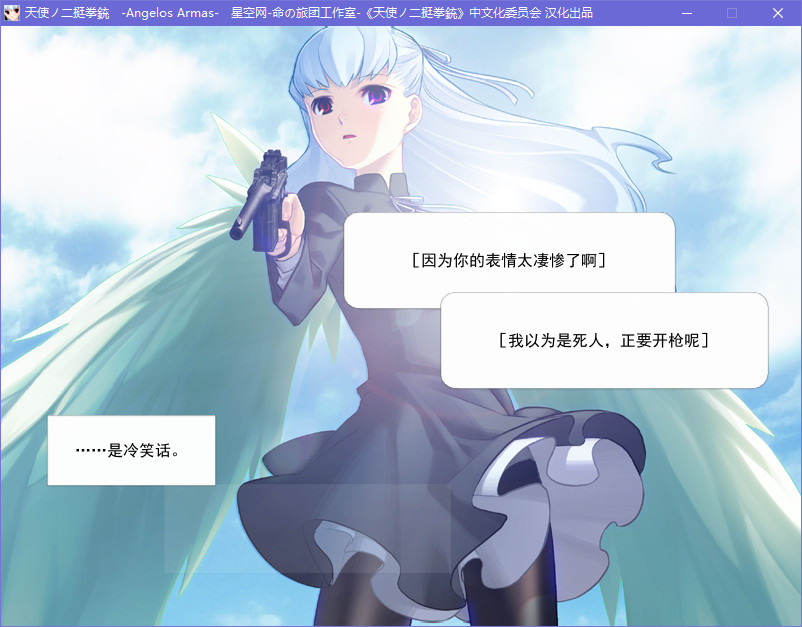 天使ノ二挺拳銃　-Angelos Armas-　星空网-命の旅团工作室-《天使ノ二挺拳銃》中文化委员会 汉化出品
[因为你的表情太凄惨了啊]
[我以为是死人，正要开枪呢]
……是冷笑话。